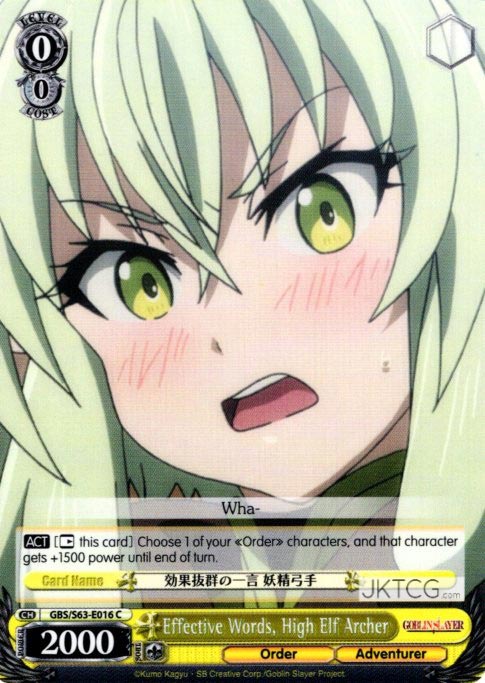 LEVEL
0
0
COST
Wha-
ACT [ this card] Choose 1 of your «Order» characters, and that character
gets +1500 power until end of turn.
Card Name 効果抜群の一言 妖精弓手
JKTCG.com
CH GBS/S63-E016 C
Effective Words, High Elf Archer GOBLIN SLAYER
POWER 2000 SOUL
Order Adventurer
©Kumo Kagyu - SB Creative Corp./Goblin Slayer Project.